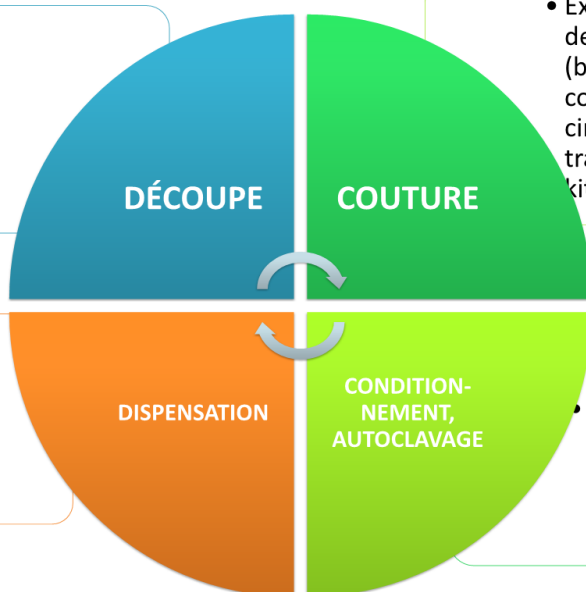 DÉCOUPE
COUTURE
DISPENSATION
CONDITION-
NEMENT,
AUTOCLAVAGE